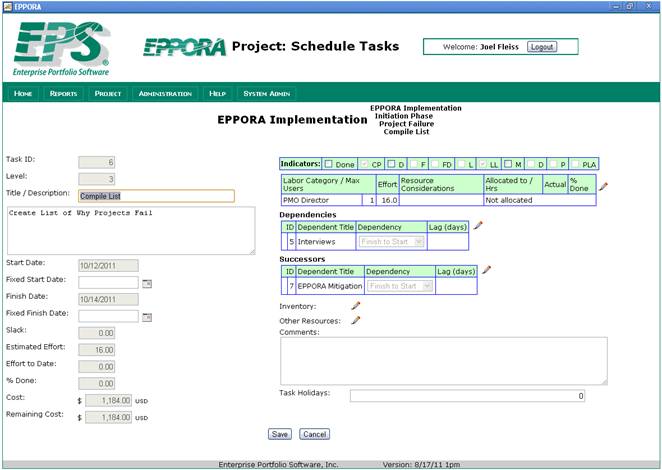 EPPORA
EPS®
Enterprise Portfolio Software
EPPORA Project: Schedule Tasks
Welcome: Joel Fleiss Logout
Home Reports Project Administration Help System Admin
EPPORA Implementation
EPPORA Implementation
Initiation Phase
Project Failure
Compile List
Task ID: 6
Level: 3
Title / Description: Compile List
Create List of Why Projects Fail
Start Date: 10/12/2011
Fixed Start Date:
Finish Date: 10/14/2011
Fixed Finish Date:
Slack: 0.00
Estimated Effort: 16.00
Effort to Date: 0.00
% Done: 0.00
Cost: $ 1,184.00 USD
Remaining Cost: $ 1,184.00 USD
Indicators: Done CP D F FD L LL M D P PLA
Labor Category / Max Users Effort Resource Considerations Allocated to / Hrs Actual % Done
PMO Director 1 16.0 Not allocated
Dependencies
ID Dependent Title Dependency Lag (days)
5 Interviews Finish to Start
Successors
ID Dependent Title Dependency Lag (days)
7 EPPORA Mitigation Finish to Start
Inventory:
Other Resources:
Comments:
Task Holidays: 0
Save Cancel
Enterprise Portfolio Software, Inc. Version: 8/17/11 1pm